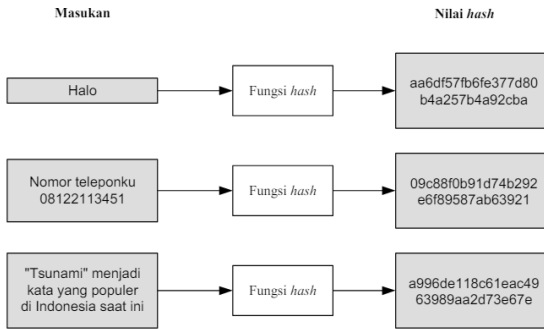 Masukan
Nilai hash
Halo
Fungsi hash
aa6df57fb6fe377d80
b4a257b4a92cba
Nomor teleponku
08122113451
Fungsi hash
09c88f0b91d74b292
e6f89587ab63921
"Tsunami" menjadi
kata yang populer
di Indonesia saat ini
Fungsi hash
a996de118c61eac49
63989aa2d73e67e